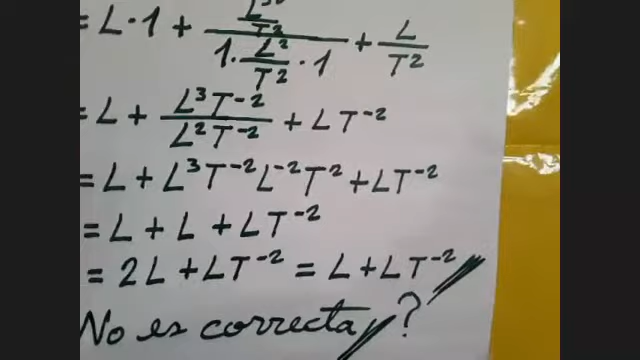 = L · 1 + (L³/T²)/(1 · L²/T² · 1) + L/T²
= L + L³T⁻²/L²T⁻² + LT⁻²
= L + L³T⁻²L⁻²T² + LT⁻²
= L + L + LT⁻²
= 2L + LT⁻² = L + LT⁻²
No es correcta, ?